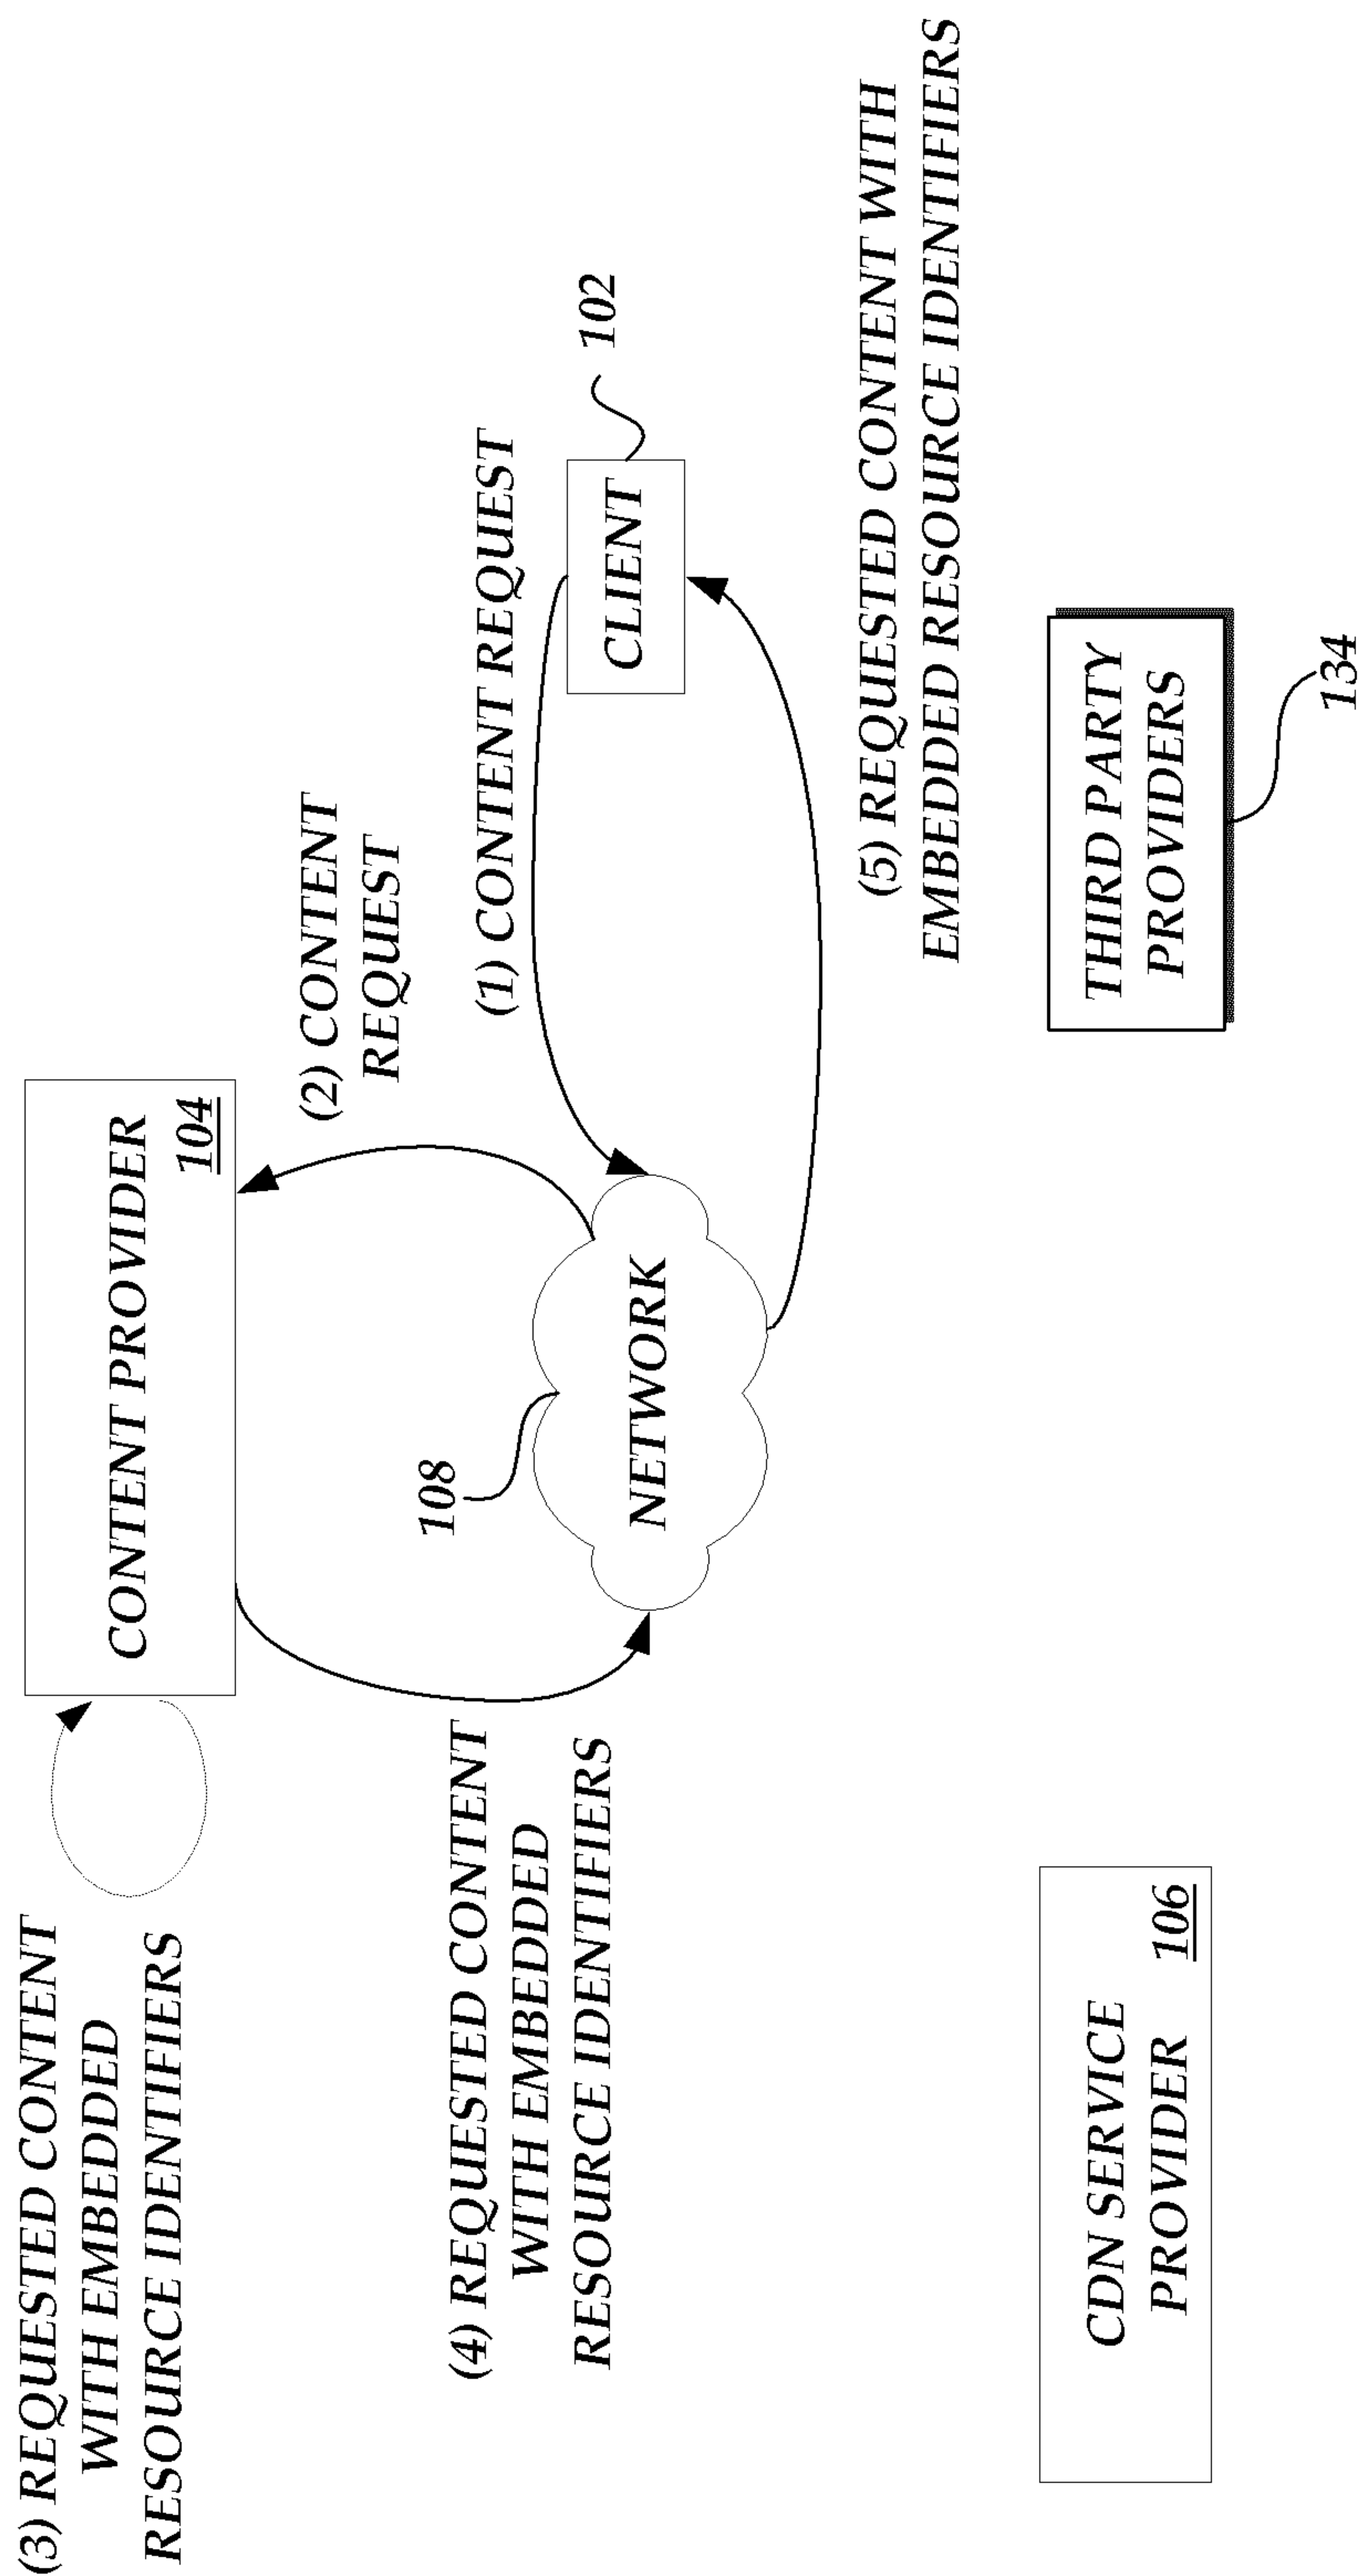 (3) REQUESTED CONTENT
WITH EMBEDDED
RESOURCE IDENTIFIERS
CONTENT PROVIDER
104
(2) CONTENT
REQUEST
(4) REQUESTED CONTENT
WITH EMBEDDED
RESOURCE IDENTIFIERS
108
NETWORK
(1) CONTENT REQUEST
CLIENT
102
(5) REQUESTED CONTENT WITH
EMBEDDED RESOURCE IDENTIFIERS
CDN SERVICE
PROVIDER
106
THIRD PARTY
PROVIDERS
134